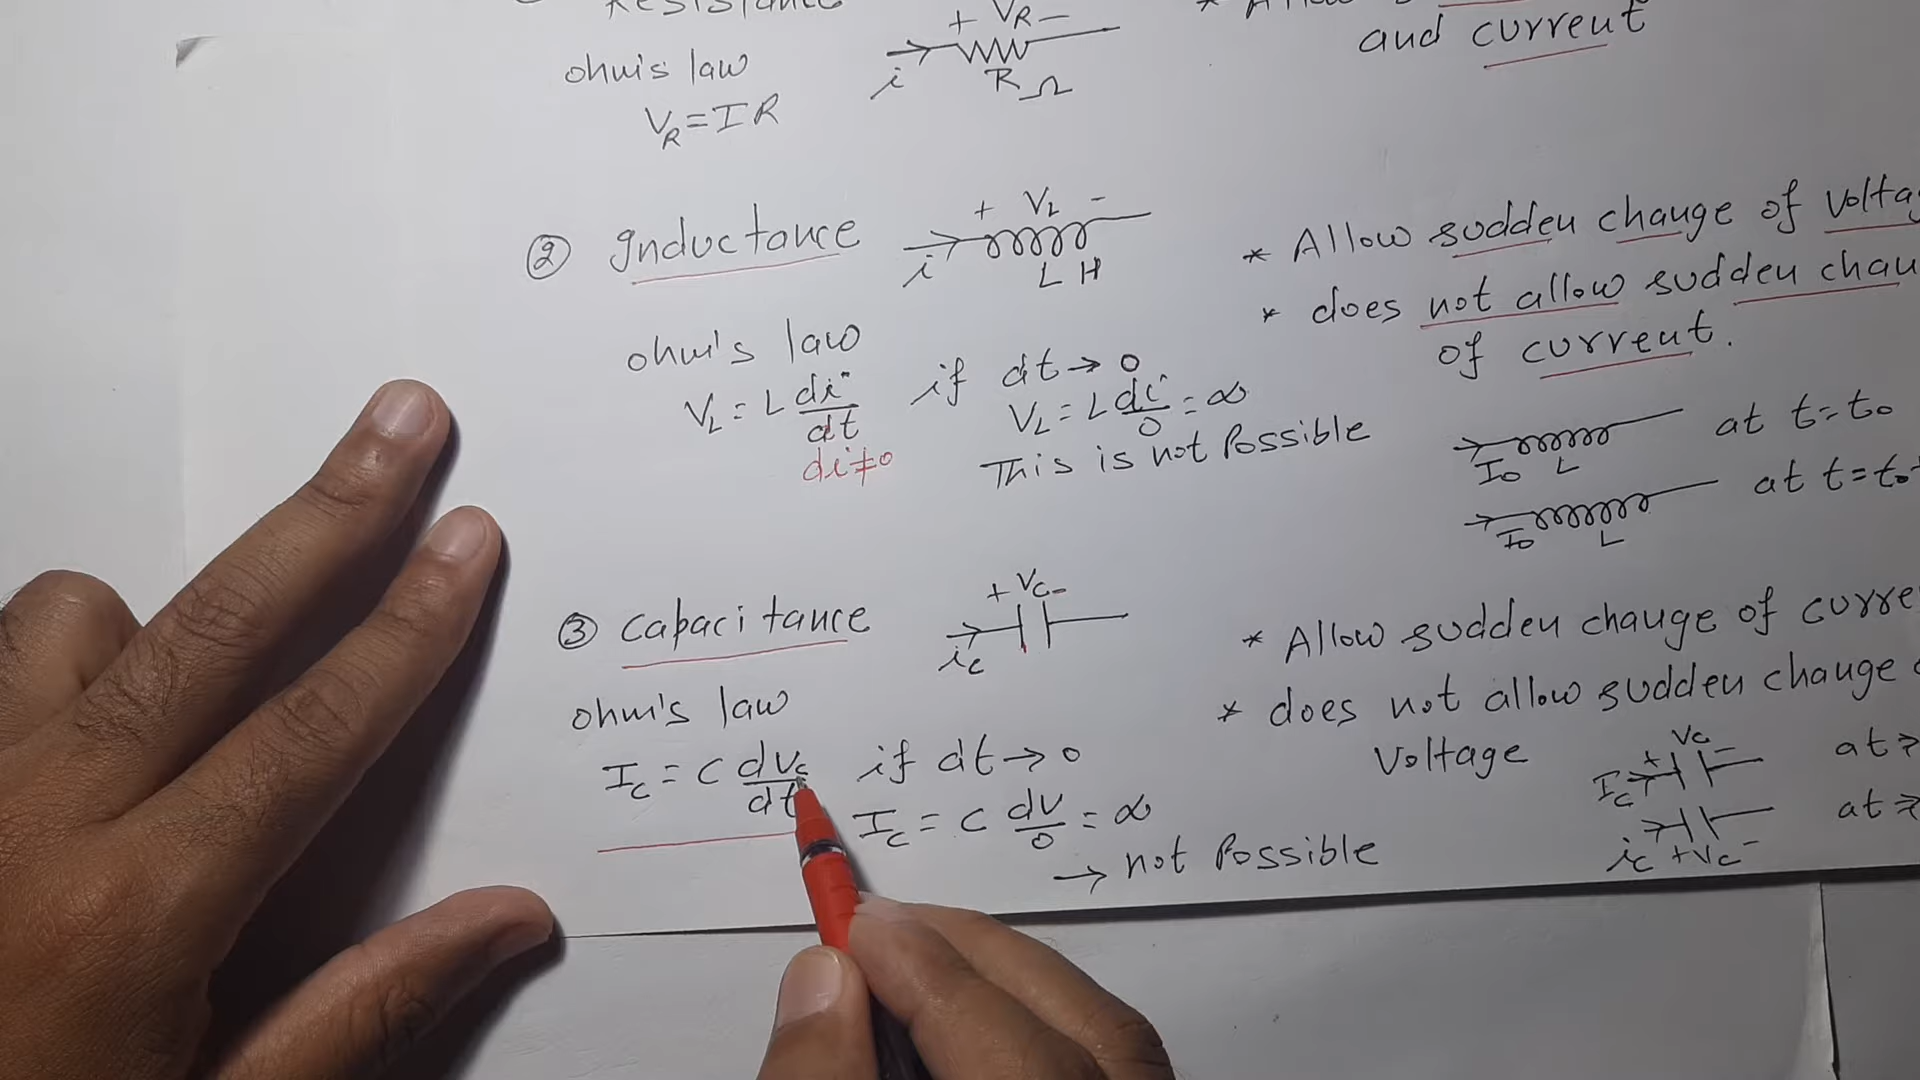 Resistance
+ VR -
i
R Ω
and current
ohm's law
VR = IR
② Inductance
+ VL -
i
L H
* Allow sudden change of Volta
* does not allow sudden chan
of current.
ohm's law
VL = L di/dt
di≠0
if dt → 0
VL = L di/0 = ∞
This is not Possible
I0 L
at t=t0
I0 L
at t=t0+
③ Capacitance
+ Vc -
ic
* Allow sudden change of curre
* does not allow sudden change
Voltage
ohm's law
Ic = C dVc/dt
if dt → 0
Ic = C dv/0 = ∞
→ not Possible
+ Vc -
Ic
at
ic + Vc -
at